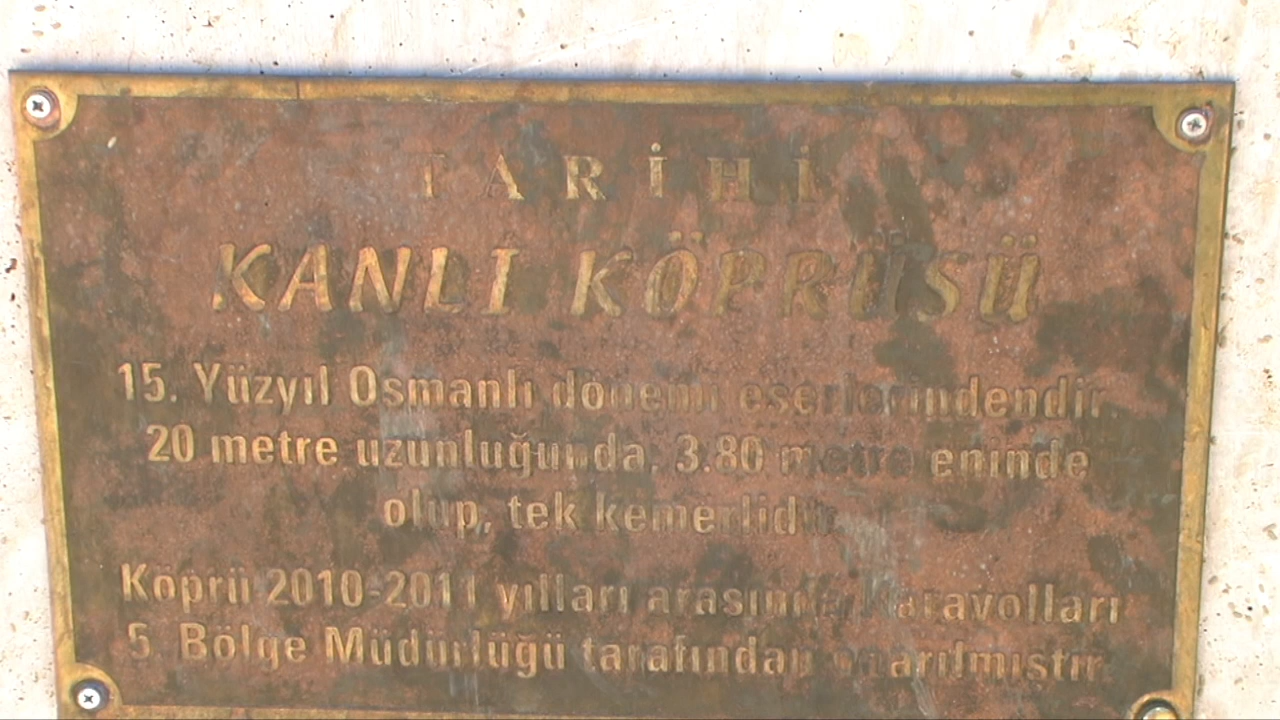 TARİHİ
KANLI KÖPRÜSÜ
15. Yüzyıl Osmanlı dönemi eserlerindendir.
20 metre uzunluğunda, 3.80 metre eninde
olup, tek kemerlidir.
Köprü 2010-2011 yılları arasında Karayolları
5. Bölge Müdürlüğü tarafından onarılmıştır.